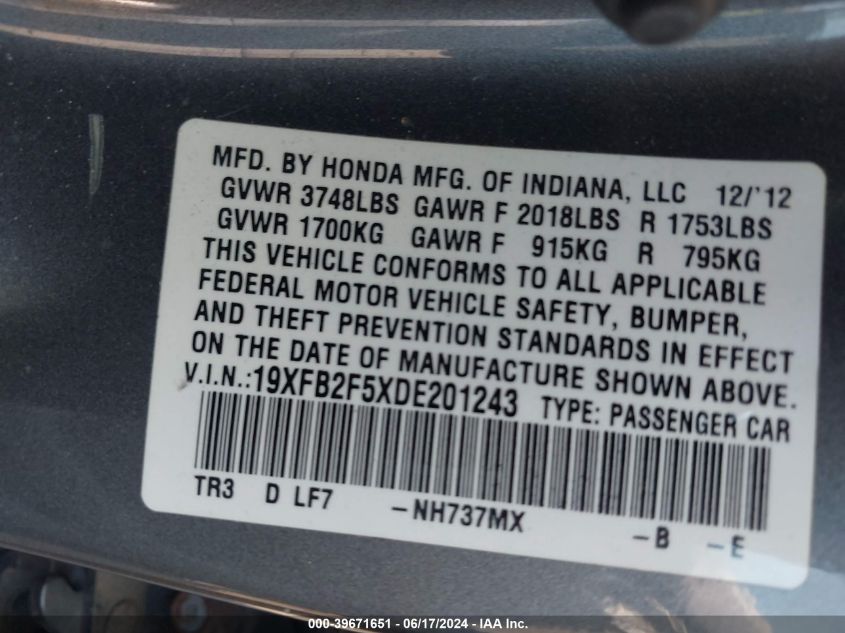 MFD. BY HONDA MFG. OF INDIANA, LLC 12/'12
GVWR 3748LBS GAWR F 2018LBS R 1753LBS
GVWR 1700KG GAWR F 915KG R 795KG
THIS VEHICLE CONFORMS TO ALL APPLICABLE
FEDERAL MOTOR VEHICLE SAFETY, BUMPER,
AND THEFT PREVENTION STANDARDS IN EFFECT
ON THE DATE OF MANUFACTURE SHOWN ABOVE.
V.I.N.:19XFB2F5XDE201243 TYPE: PASSENGER CAR
TR3 D LF7 -NH737MX -B -E
000-39671651 - 06/17/2024 - IAA Inc.